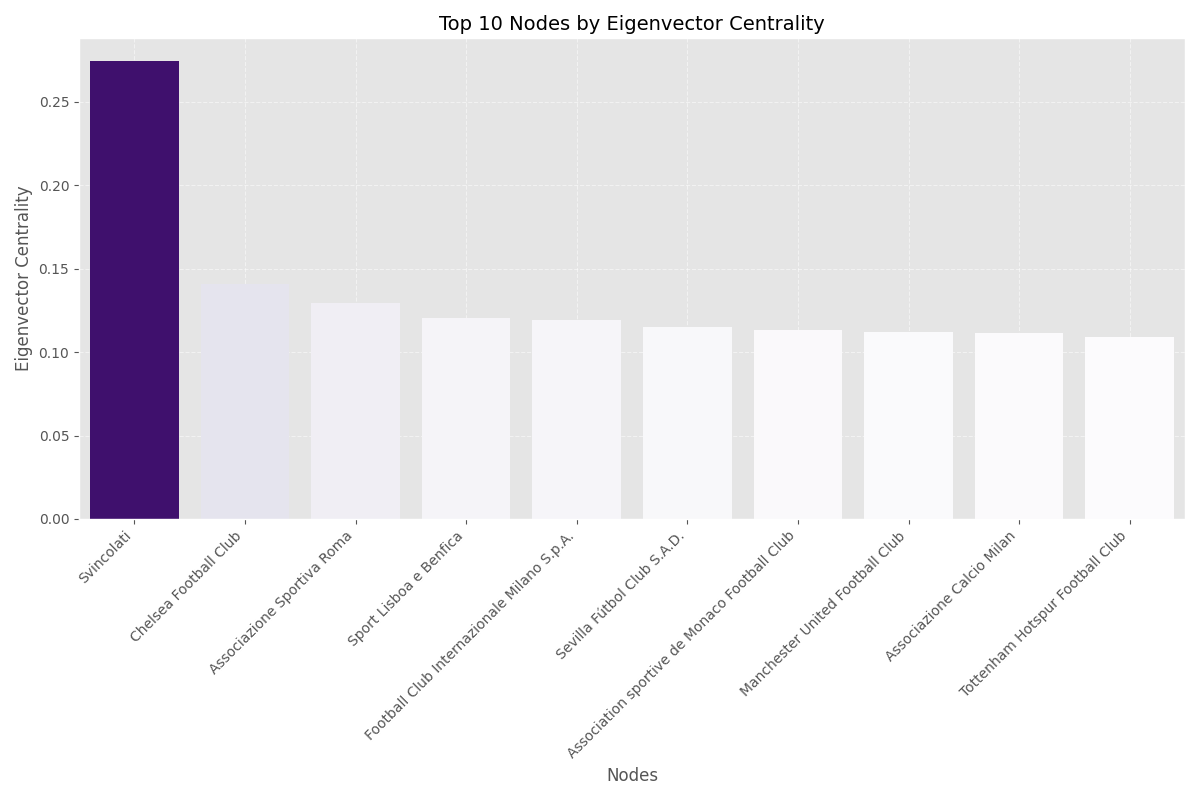 Top 10 Nodes by Eigenvector Centrality
Eigenvector Centrality
0.25
0.20
0.15
0.10
0.05
0.00
Svincolati
Chelsea Football Club
Associazione Sportiva Roma
Sport Lisboa e Benfica
Football Club Internazionale Milano S.p.A.
Sevilla Fútbol Club S.A.D.
Association sportive de Monaco Football Club
Manchester United Football Club
Associazione Calcio Milan
Tottenham Hotspur Football Club
Nodes